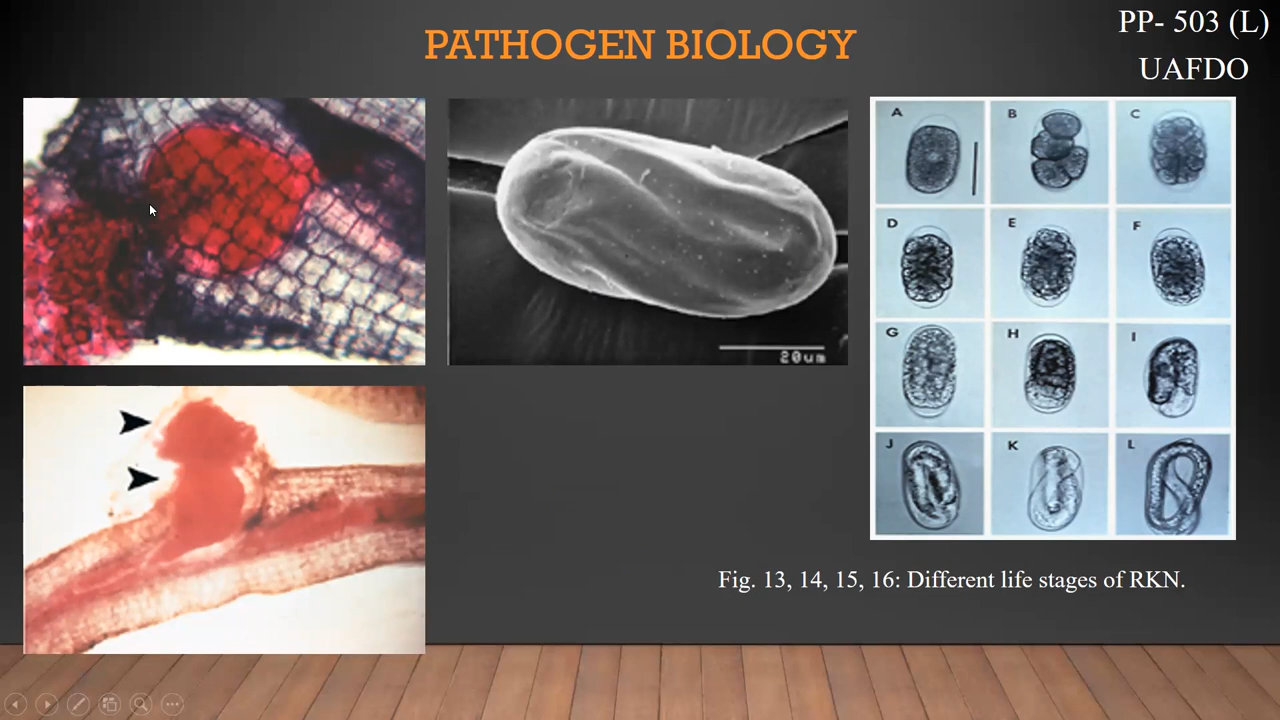 PP- 503 (L)
UAFDO
PATHOGEN BIOLOGY
20um
A
B
C
D
E
F
G
H
I
J
K
L
Fig. 13, 14, 15, 16: Different life stages of RKN.